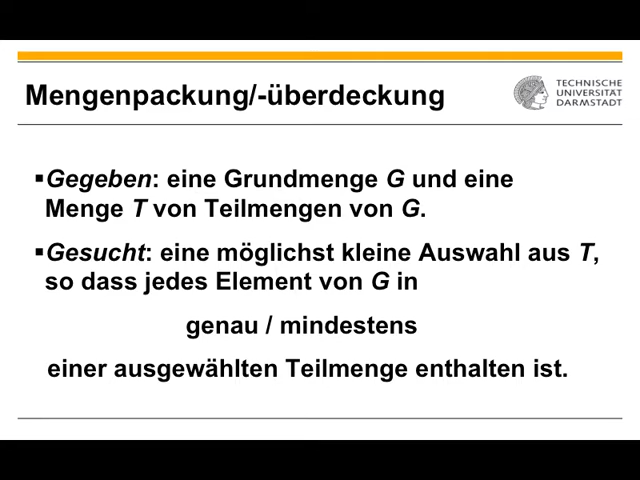 Mengenpackung/-überdeckung
TECHNISCHE
UNIVERSITÄT
DARMSTADT
▪Gegeben: eine Grundmenge G und eine
Menge T von Teilmengen von G.
▪Gesucht: eine möglichst kleine Auswahl aus T,
so dass jedes Element von G in
genau / mindestens
einer ausgewählten Teilmenge enthalten ist.